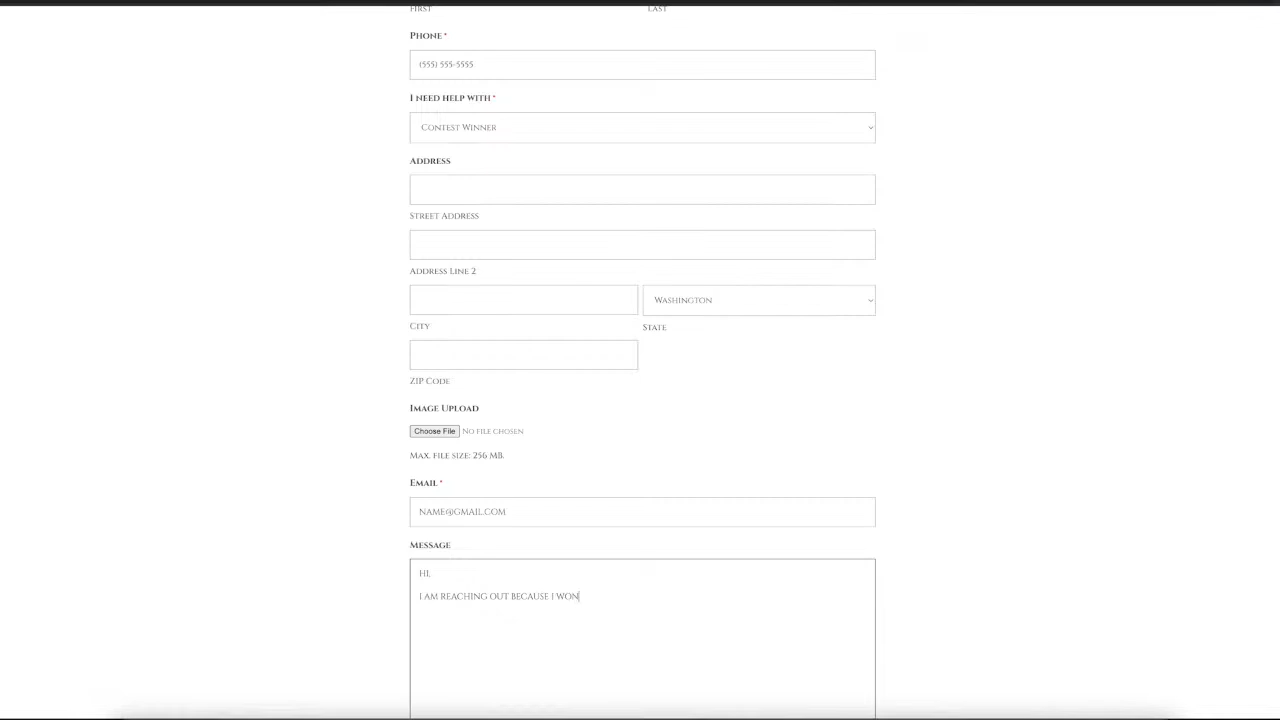 First Last
Phone *
(555) 555-5555
I need help with *
Contest Winner
Address
Street Address
Address Line 2
Washington
City State
ZIP Code
Image Upload
Choose File No file chosen
Max. file size: 256 MB.
Email *
name@gmail.com
Message
Hi,
I am reaching out because I won